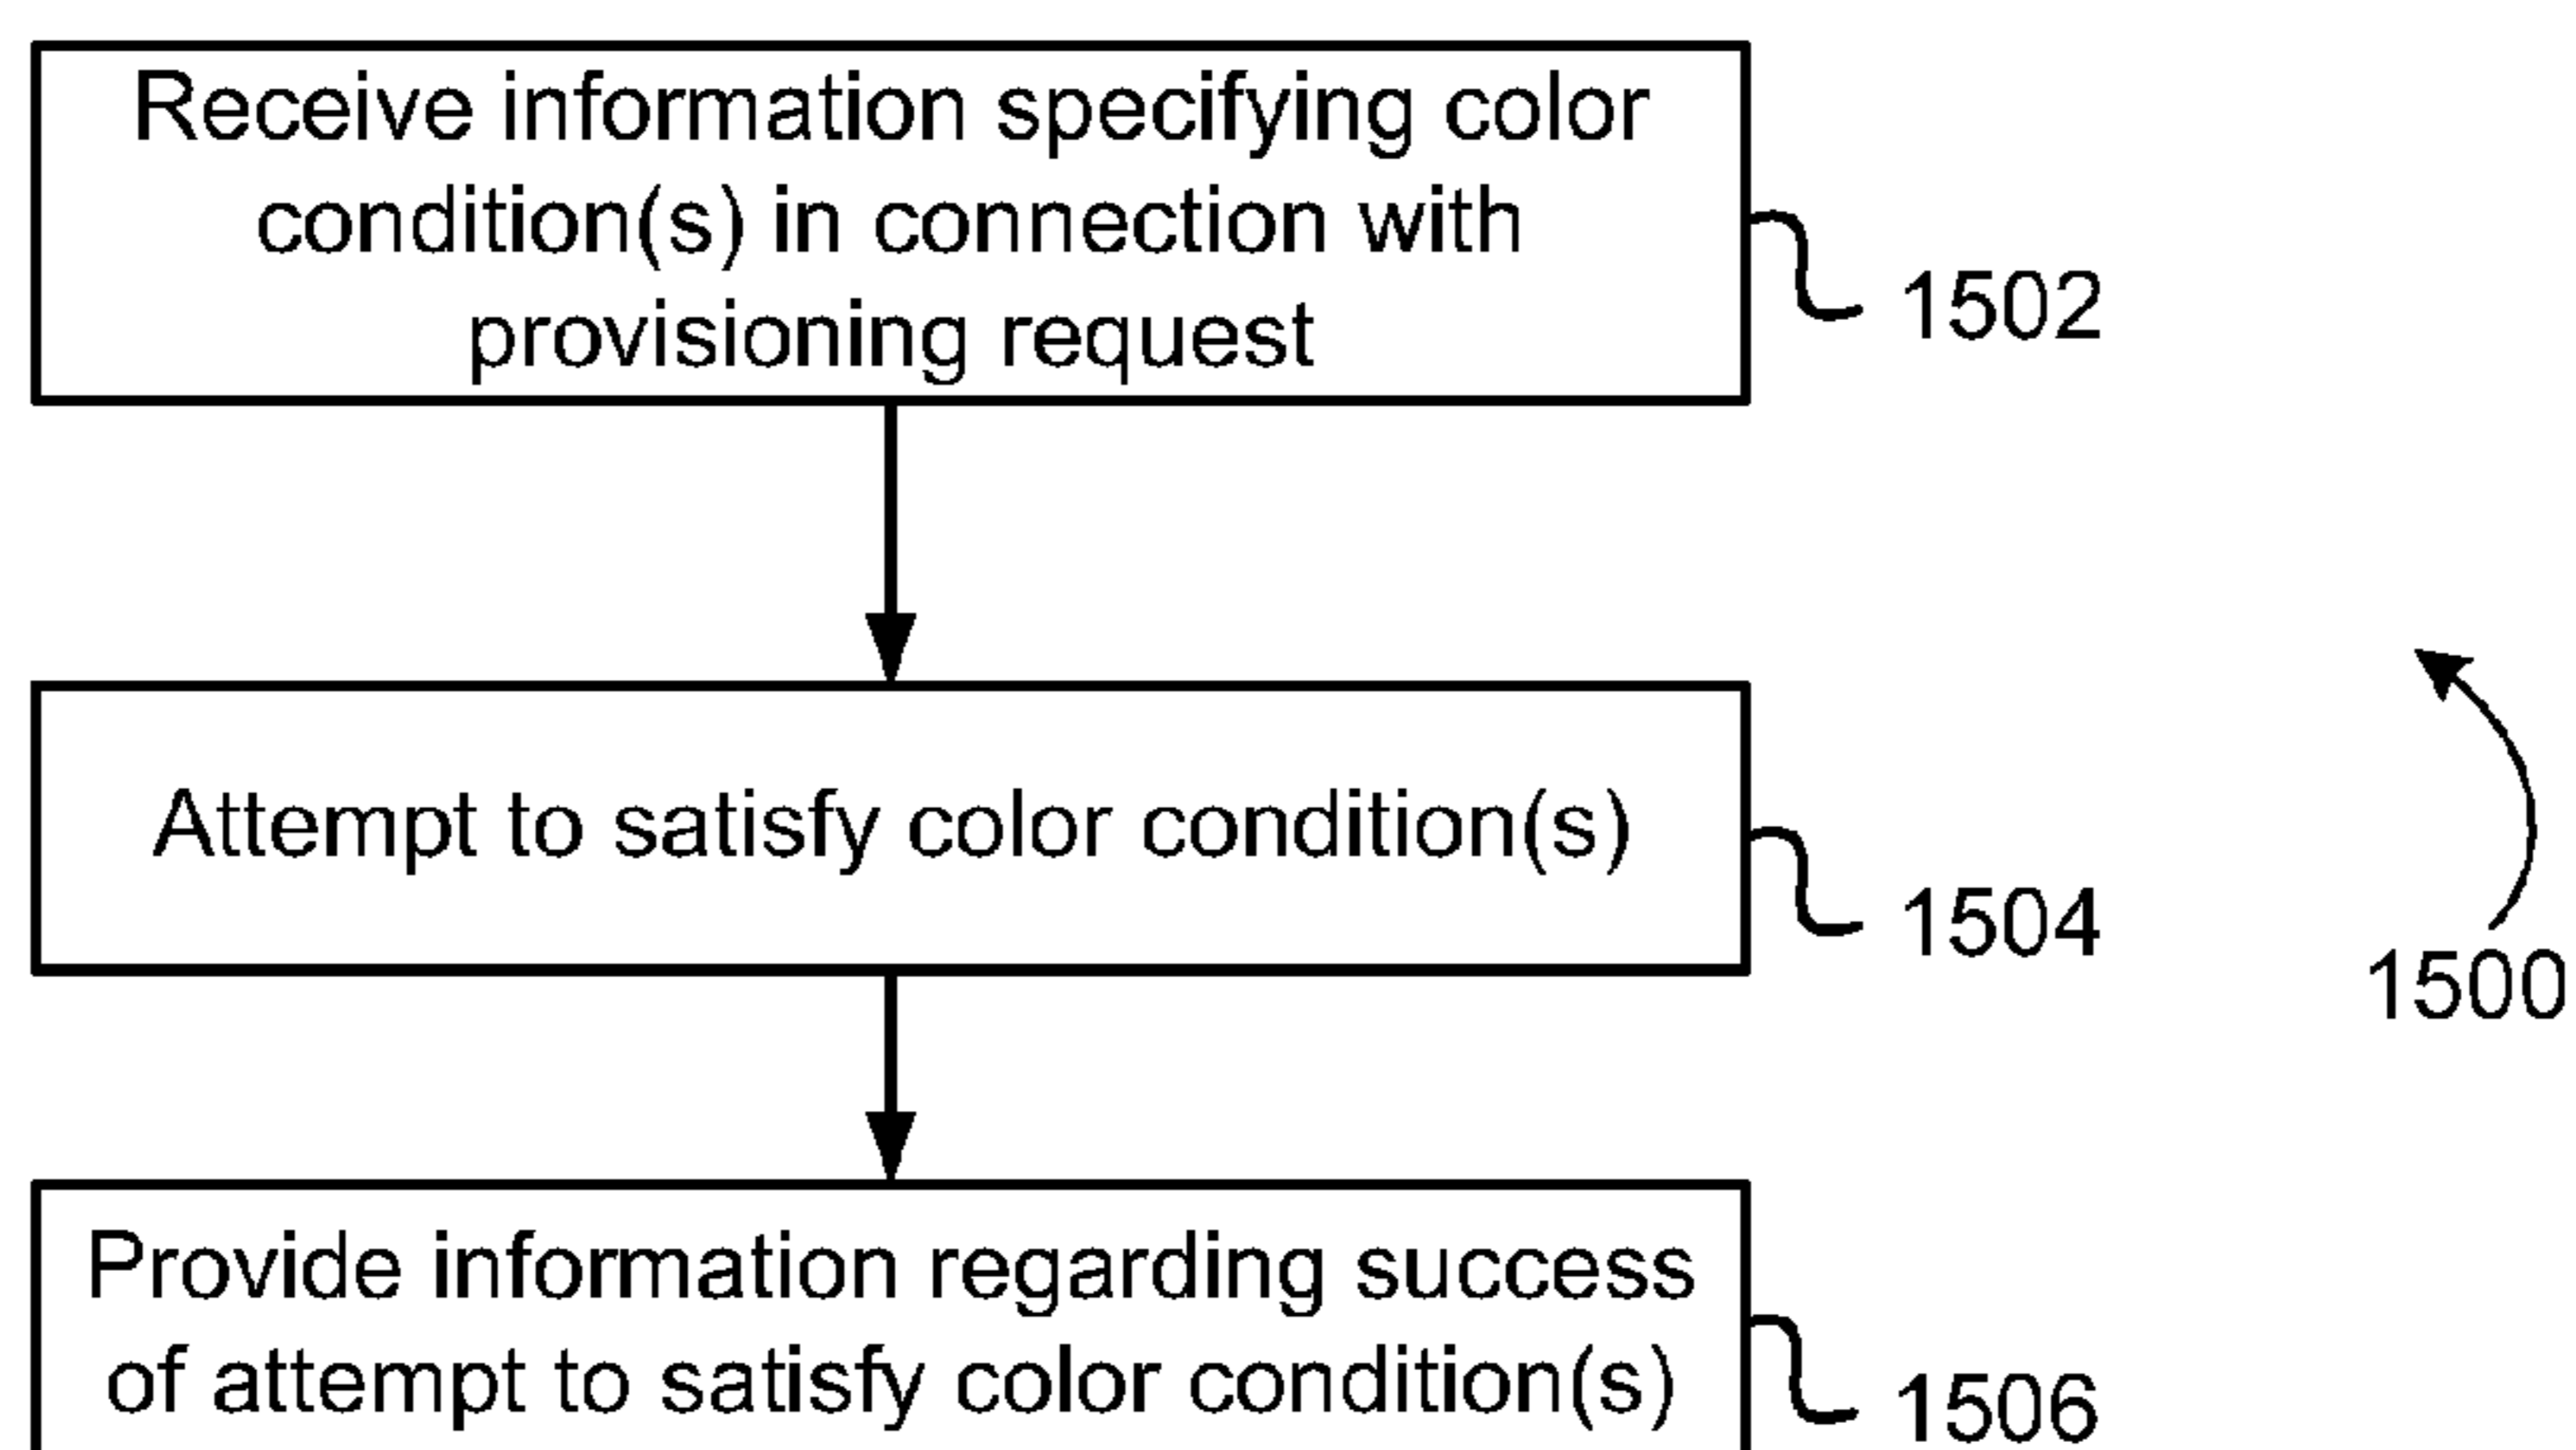 Receive information specifying color
condition(s) in connection with
provisioning request
1502
Attempt to satisfy color condition(s)
1504
1500
Provide information regarding success
of attempt to satisfy color condition(s)
1506